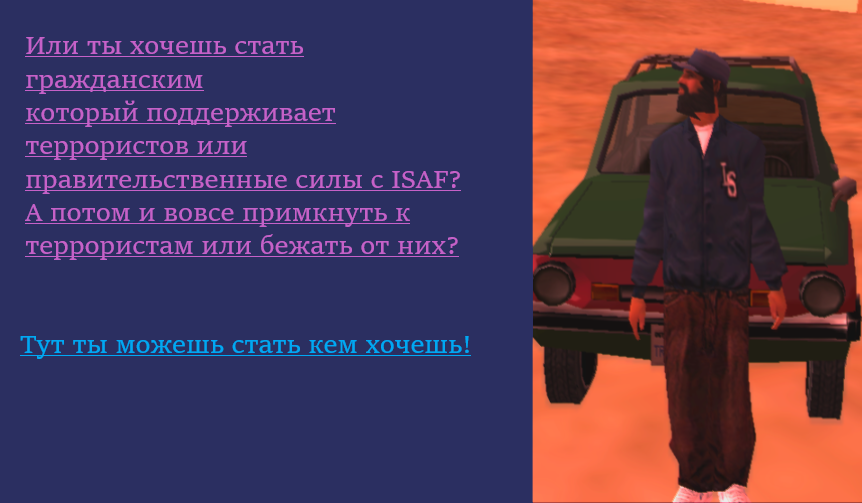 Или ты хочешь стать
гражданским
который поддерживает
террористов или
правительственные силы с ISAF?
А потом и вовсе примкнуть к
террористам или бежать от них?
Тут ты можешь стать кем хочешь!
LS